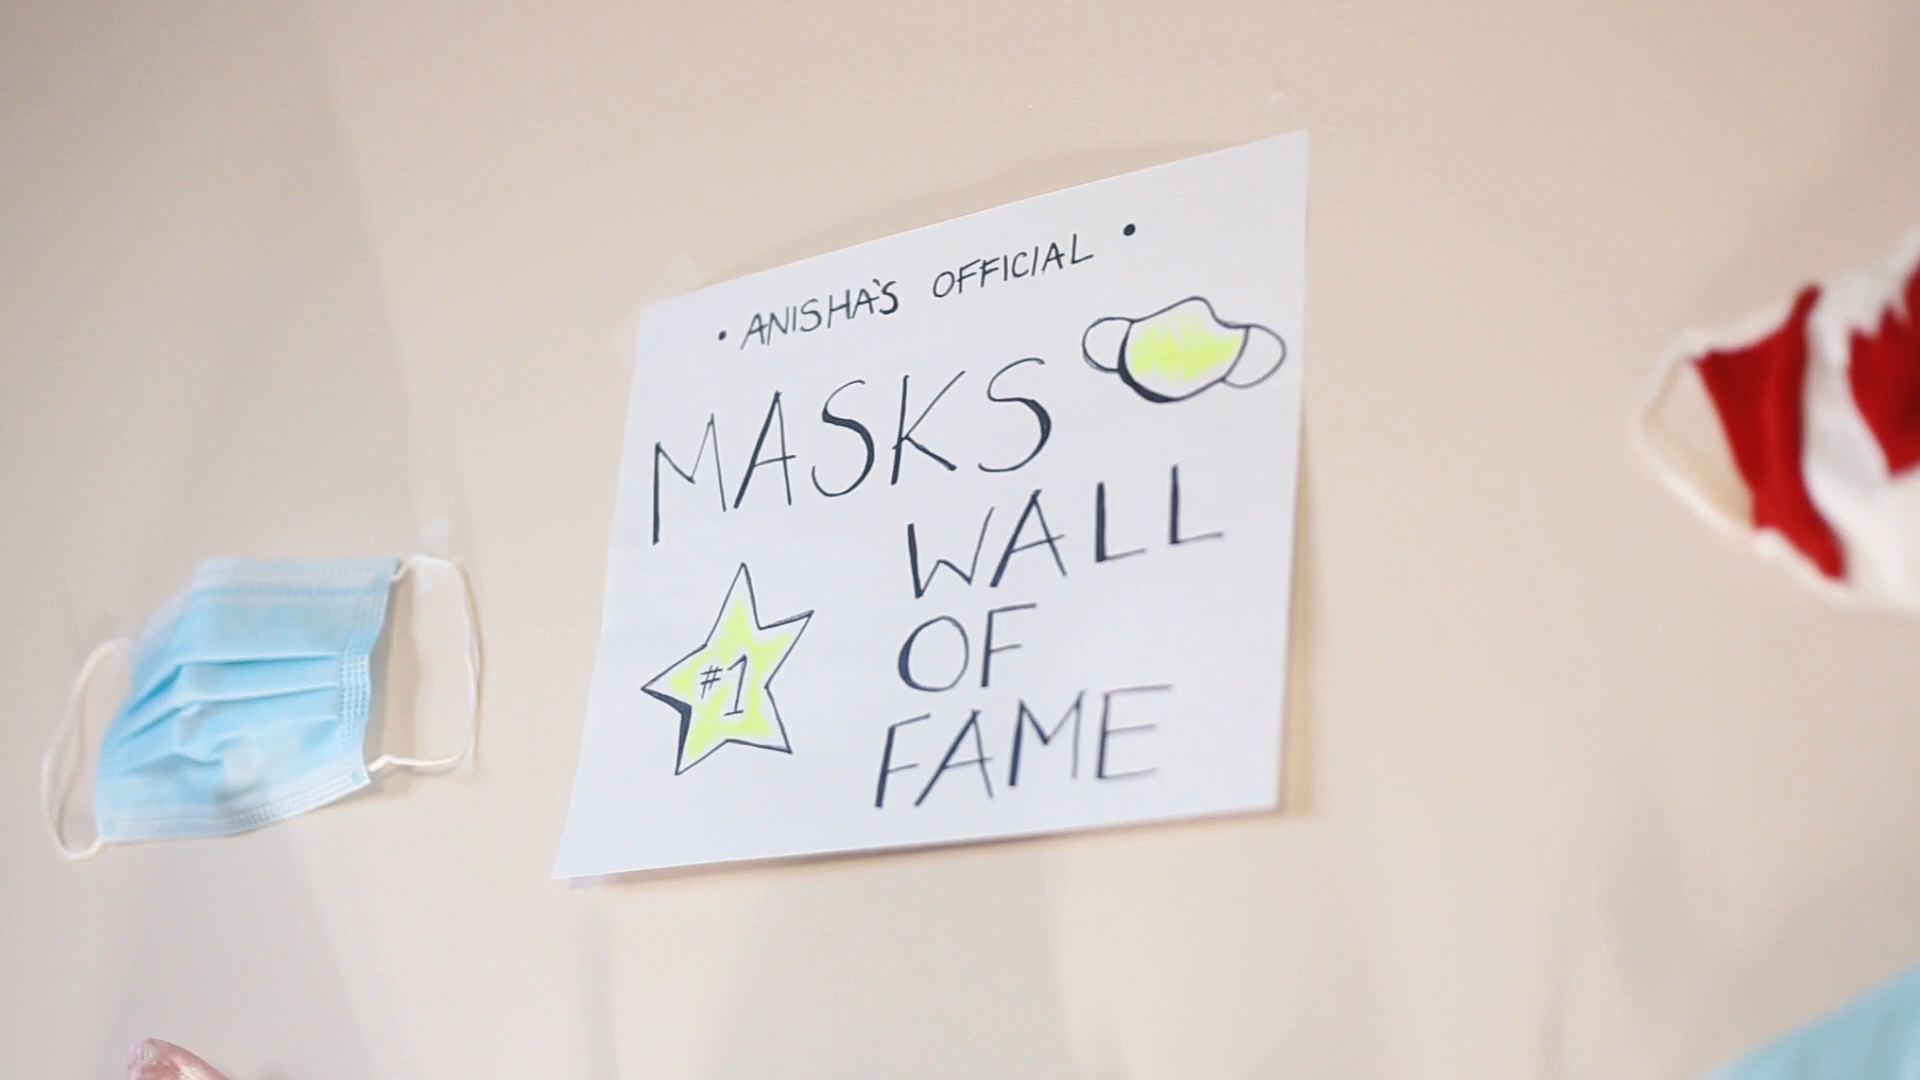 • ANISHA'S OFFICIAL •
MASKS
WALL
OF
FAME
#1